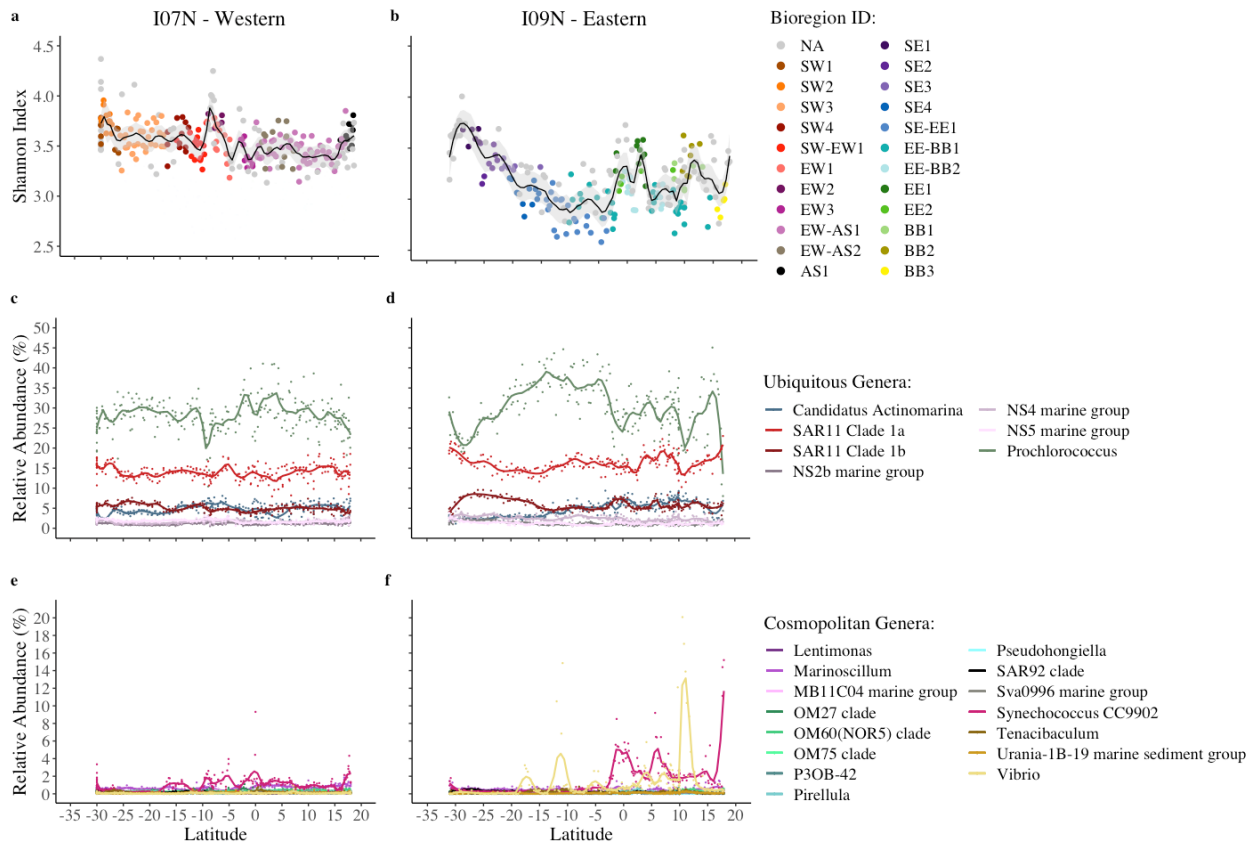 a
I07N - Western
b
I09N - Eastern
Bioregion ID:
Shannon Index
4.5
4.0
3.5
3.0
2.5
NA
SW1
SW2
SW3
SW4
SW-EW1
EW1
EW2
EW3
EW-AS1
EW-AS2
AS1
SE1
SE2
SE3
SE4
SE-EE1
EE-BB1
EE-BB2
EE1
EE2
BB1
BB2
BB3
c
d
Relative Abundance (%)
50
45
40
35
30
25
20
15
10
5
0
Ubiquitous Genera:
Candidatus Actinomarina
SAR11 Clade 1a
SAR11 Clade 1b
NS2b marine group
NS4 marine group
NS5 marine group
Prochlorococcus
e
f
Relative Abundance (%)
20
18
16
14
12
10
8
6
4
2
0
-35 -30 -25 -20 -15 -10 -5 0 5 10 15 20
Latitude
-35 -30 -25 -20 -15 -10 -5 0 5 10 15 20
Latitude
Cosmopolitan Genera:
Lentimonas
Marinoscillum
MB11C04 marine group
OM27 clade
OM60(NOR5) clade
OM75 clade
P3OB-42
Pirellula
Pseudohongiella
SAR92 clade
Sva0996 marine group
Synechococcus CC9902
Tenacibaculum
Urania-1B-19 marine sediment group
Vibrio